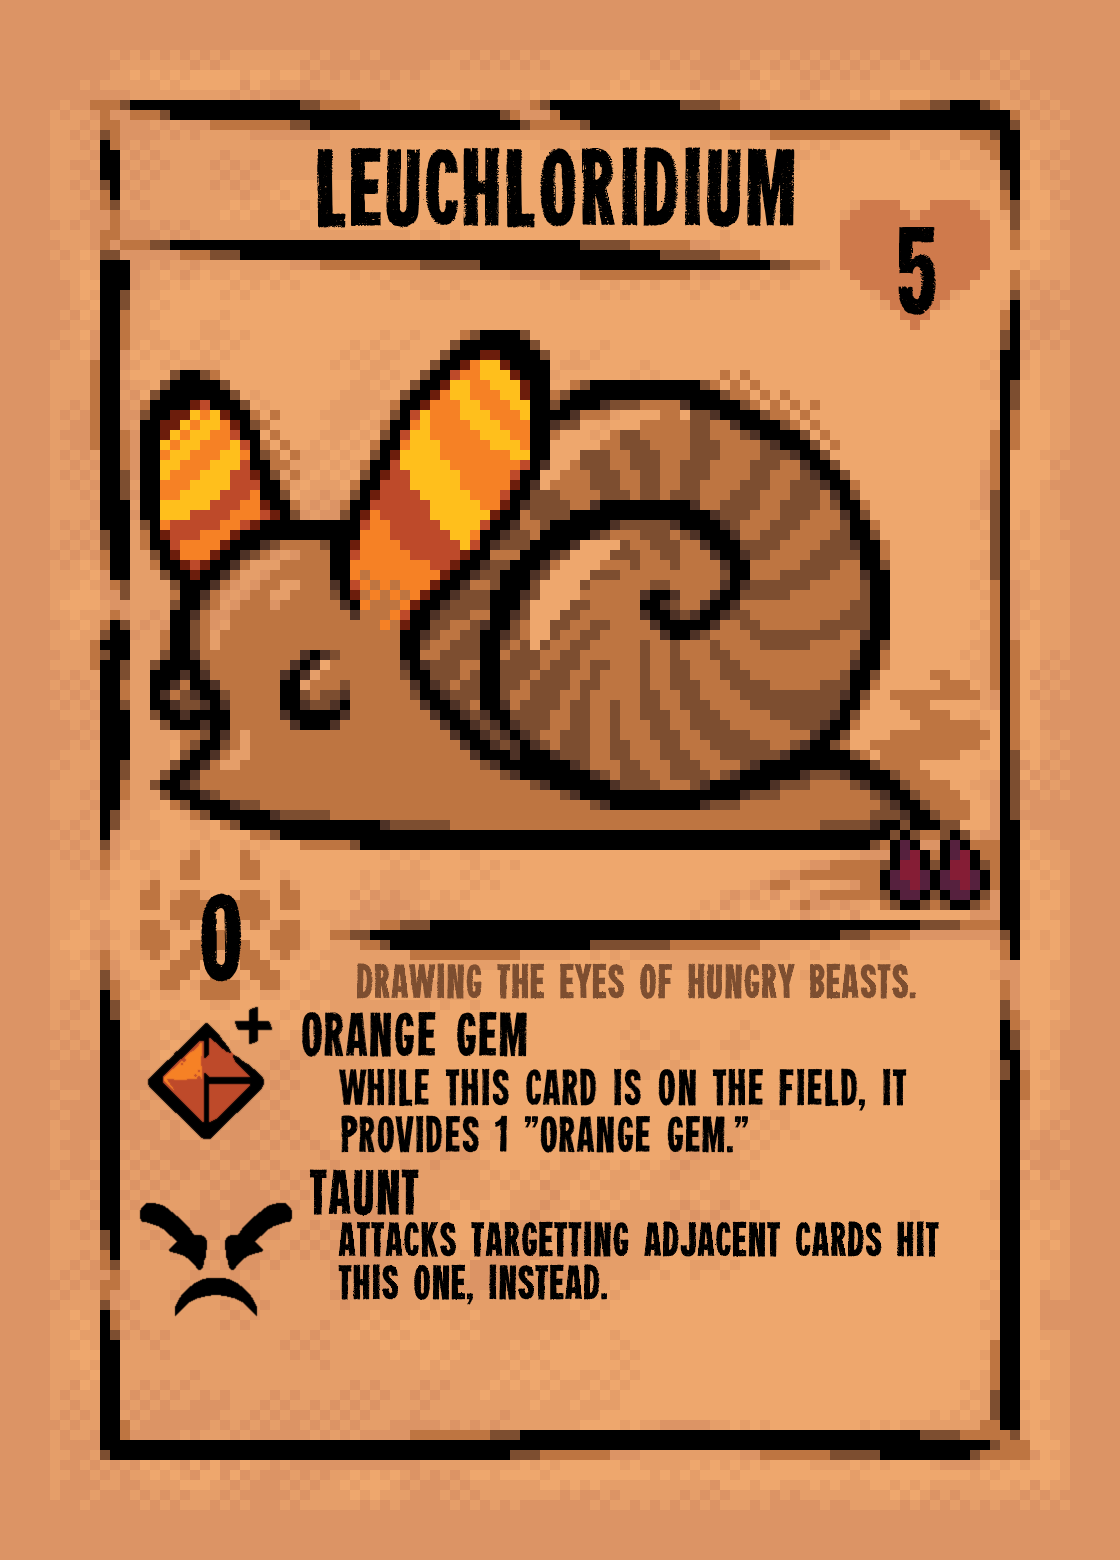 LEUCHLORIDIUM
5
0
DRAWING THE EYES OF HUNGRY BEASTS.
ORANGE GEM
WHILE THIS CARD IS ON THE FIELD, IT
PROVIDES 1 "ORANGE GEM."
TAUNT
ATTACKS TARGETTING ADJACENT CARDS HIT
THIS ONE, INSTEAD.